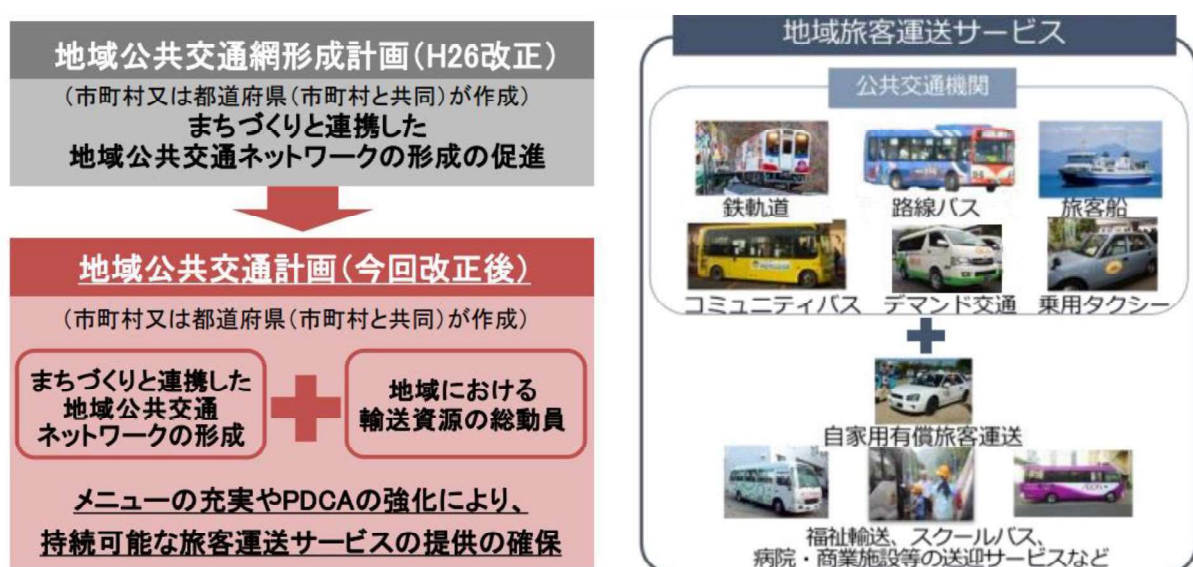 地域公共交通網形成計画(H26改正)
(市町村又は都道府県(市町村と共同)が作成)
まちづくりと連携した
地域公共交通ネットワークの形成の促進
地域公共交通計画(今回改正後)
(市町村又は都道府県(市町村と共同)が作成)
まちづくりと連携した
地域公共交通
ネットワークの形成
地域における
輸送資源の総動員
メニューの充実やPDCAの強化により、
持続可能な旅客運送サービスの提供の確保
地域旅客運送サービス
公共交通機関
鉄軌道
路線バス
旅客船
コミュニティバス
デマンド交通
乗用タクシー
自家用有償旅客運送
福祉輸送、スクールバス、
病院・商業施設等の送迎サービスなど